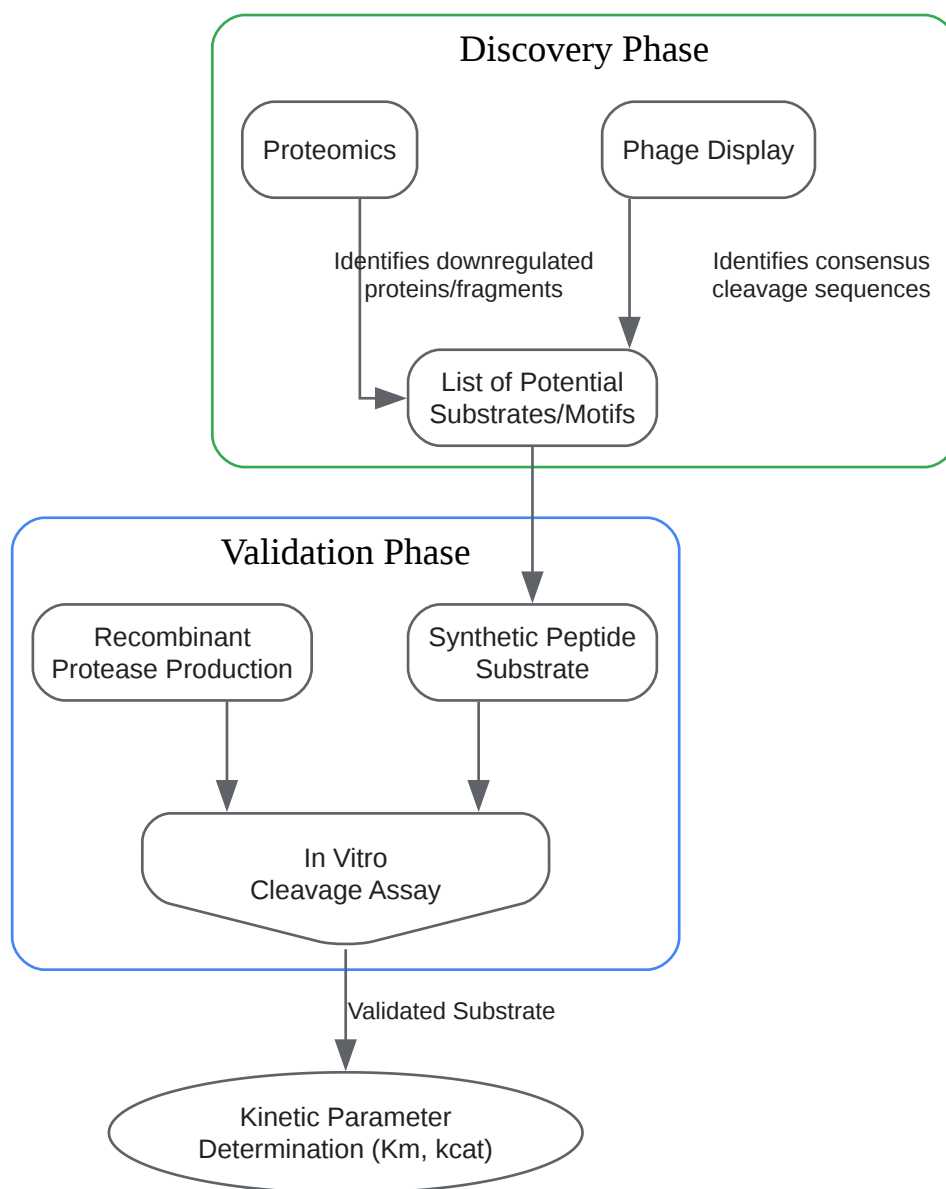 Discovery Phase
Proteomics
Phage Display
Identifies downregulated
proteins/fragments
Identifies consensus
cleavage sequences
List of Potential
Substrates/Motifs
Validation Phase
Recombinant
Protease Production
Synthetic Peptide
Substrate
In Vitro
Cleavage Assay
Validated Substrate
Kinetic Parameter
Determination (Km, kcat)